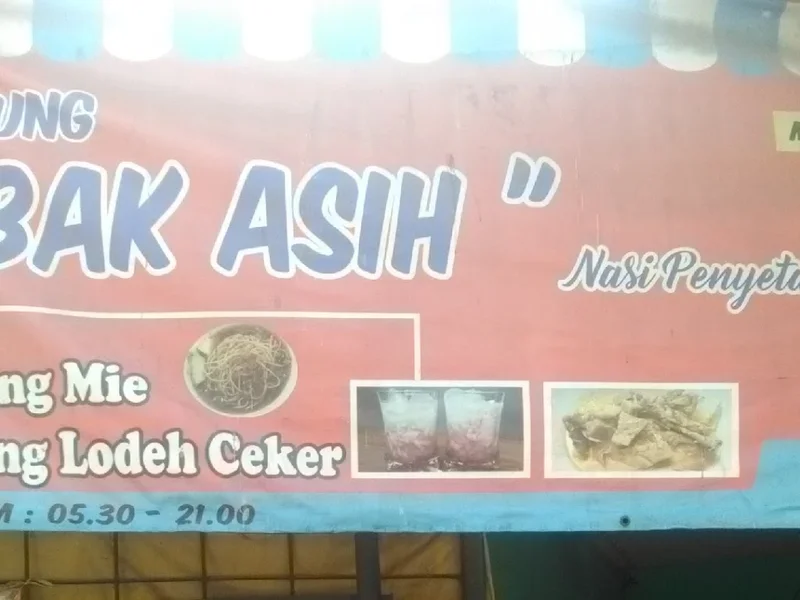 UNG
BAK ASIH "
Nasi Penyeta
ng Mie
ng Lodeh Ceker
M : 05.30 - 21.00